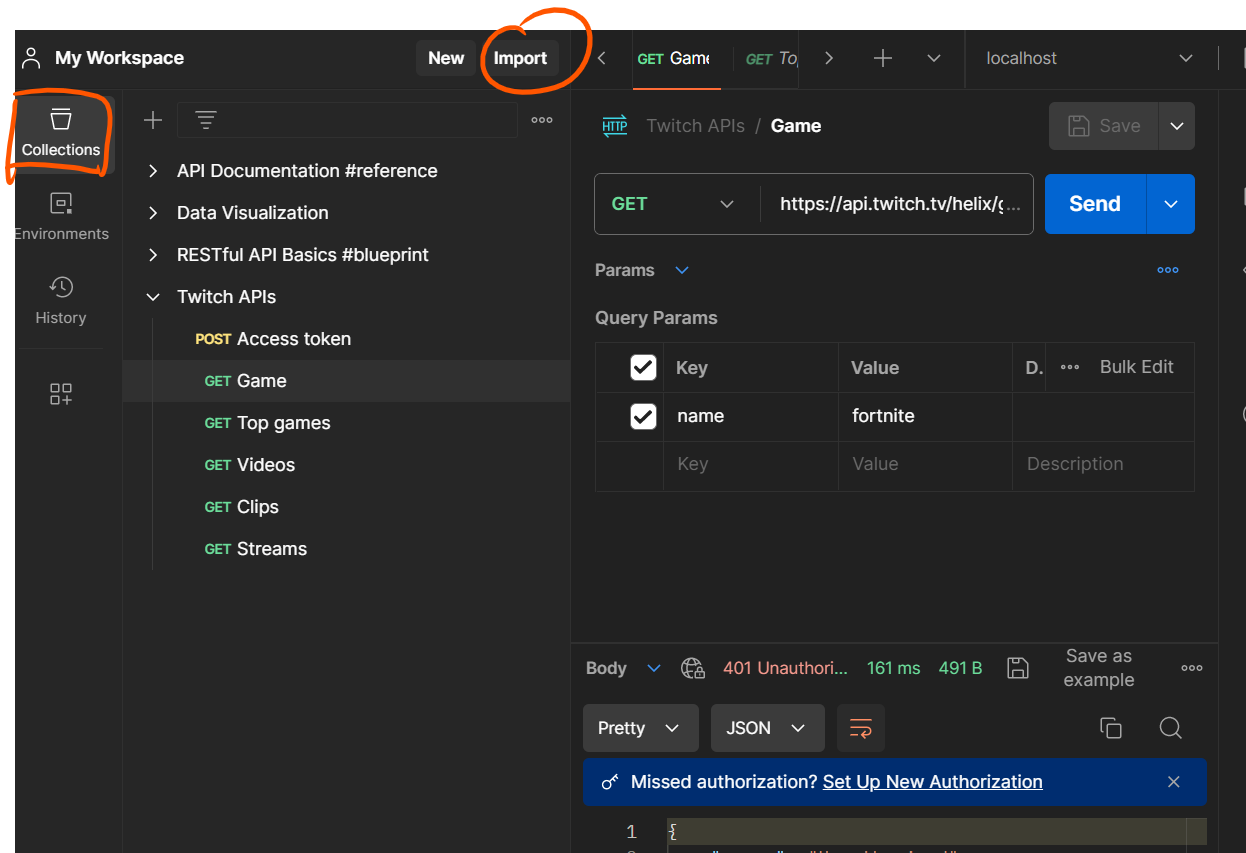 My Workspace
New
Import
GET Game
GET To
localhost
Collections
Environments
History
API Documentation #reference
Data Visualization
RESTful API Basics #blueprint
Twitch APIs
POST Access token
GET Game
GET Top games
GET Videos
GET Clips
GET Streams
HTTP
Twitch APIs / Game
Save
GET
https://api.twitch.tv/helix/g...
Send
Params
Query Params
Key Value D. Bulk Edit
name fortnite
Key Value Description
Body
401 Unauthori... 161 ms 491 B
Save as
example
Pretty
JSON
Missed authorization? Set Up New Authorization
1 {